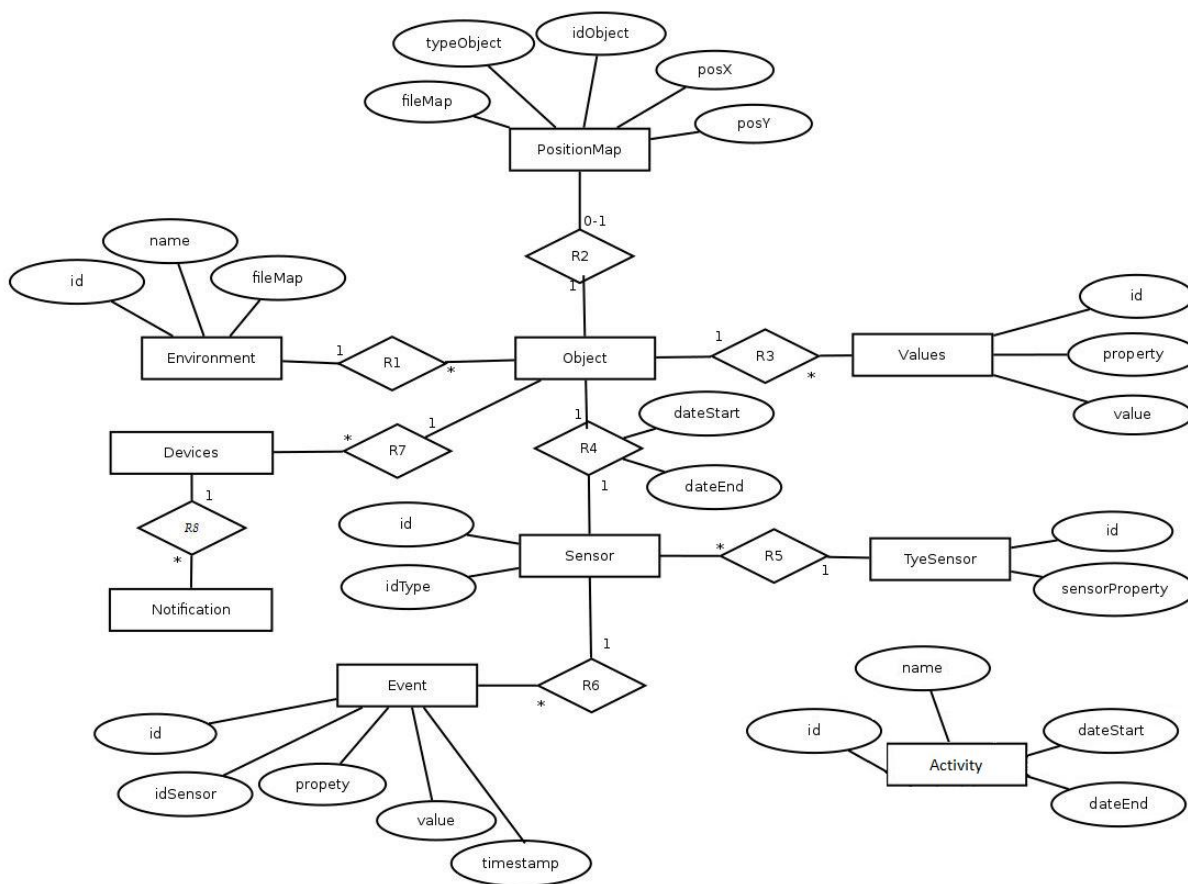 idObject
typeObject
posX
fileMap
posY
PositionMap
0-1
R2
1
name
id
fileMap
Environment
1
R1
*
Object
1
R3
*
Values
id
property
value
Devices
*
R7
1
1
R4
1
dateStart
dateEnd
1
R8
*
Notification
id
idType
Sensor
*
R5
1
TyeSensor
id
sensorProperty
1
R6
*
Event
id
idSensor
propety
value
timestamp
name
id
Activity
dateStart
dateEnd